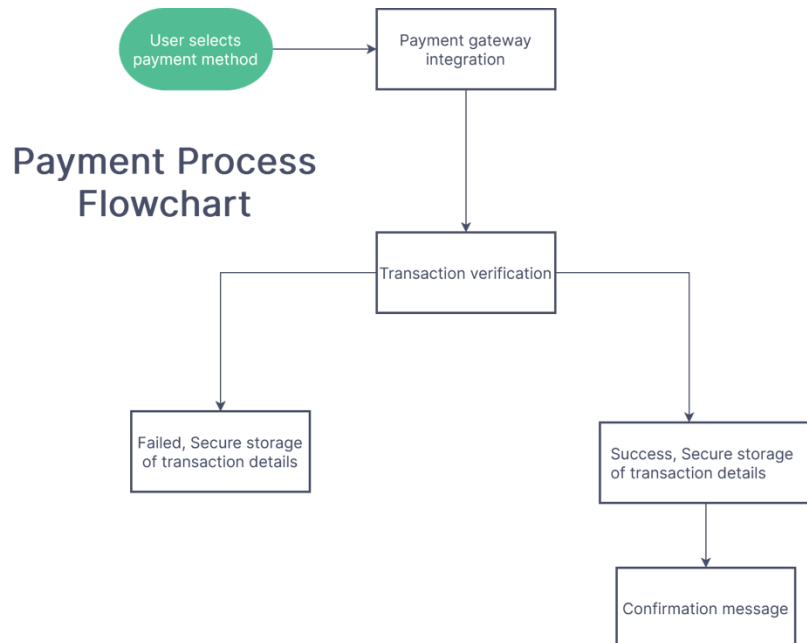 User selects
payment method
Payment gateway
integration
Payment Process
Flowchart
Transaction verification
Failed, Secure storage
of transaction details
Success, Secure storage
of transaction details
Confirmation message